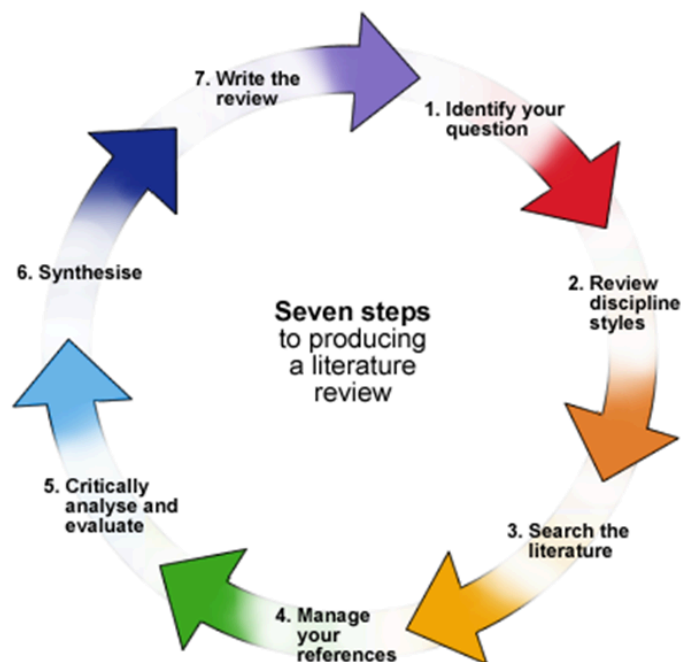 7. Write the
review
1. Identify your
question
2. Review
discipline
styles
6. Synthesise
Seven steps
to producing
a literature
review
5. Critically
analyse and
evaluate
3. Search the
literature
4. Manage
your
references